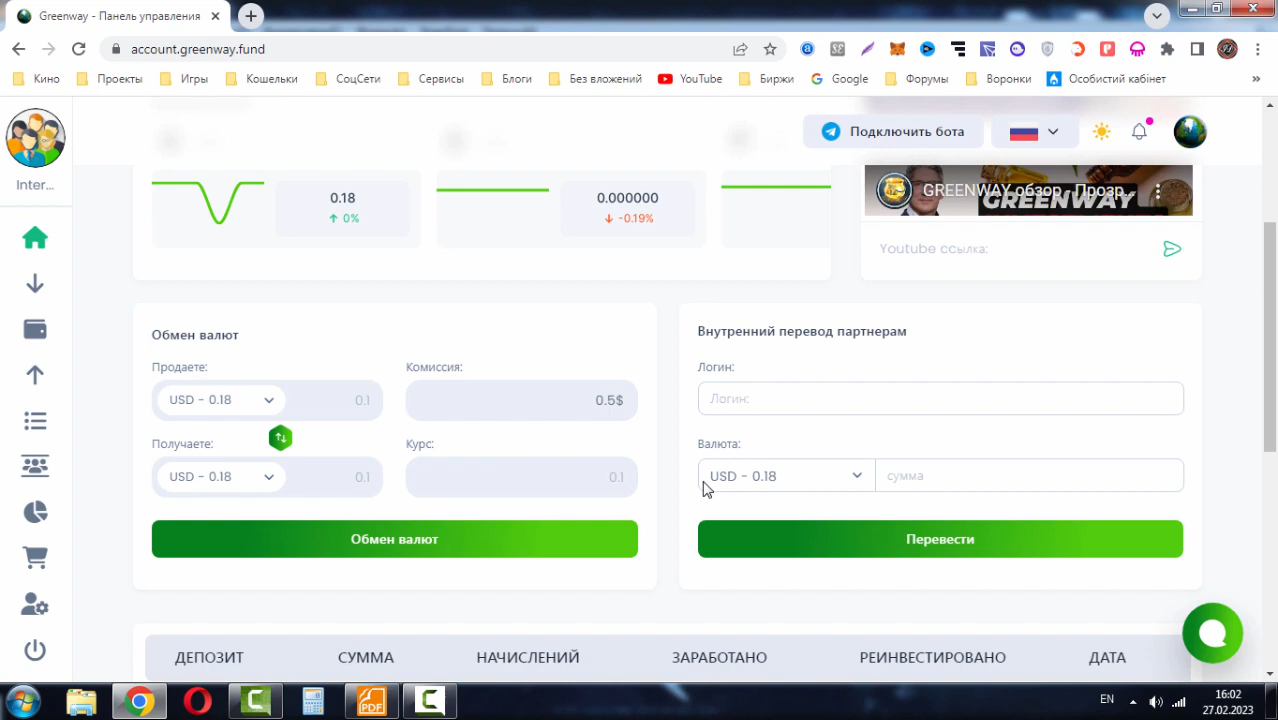 Greenway - Панель управления
account.greenway.fund
Кино Проекты Игры Кошельки СоцСети Сервисы Блоги Без вложений YouTube Биржи Google Форумы Воронки Особистий кабінет »
Inter...
Подключить бота
0.18
0%
0.000000
-0.19%
GREENWAY обзор - Прозр...
GREENWAY
Youtube ссылка:
Обмен валют
Продаете:
Комиссия:
USD - 0.18
0.1
0.5$
Получаете:
Курс:
USD - 0.18
0.1
0.1
Обмен валют
Внутренний перевод партнерам
Логин:
Логин:
Валюта:
USD - 0.18
сумма
Перевести
ДЕПОЗИТ СУММА НАЧИСЛЕНИЙ ЗАРАБОТАНО РЕИНВЕСТИРОВАНО ДАТА
PDF
EN
16:02
27.02.2023